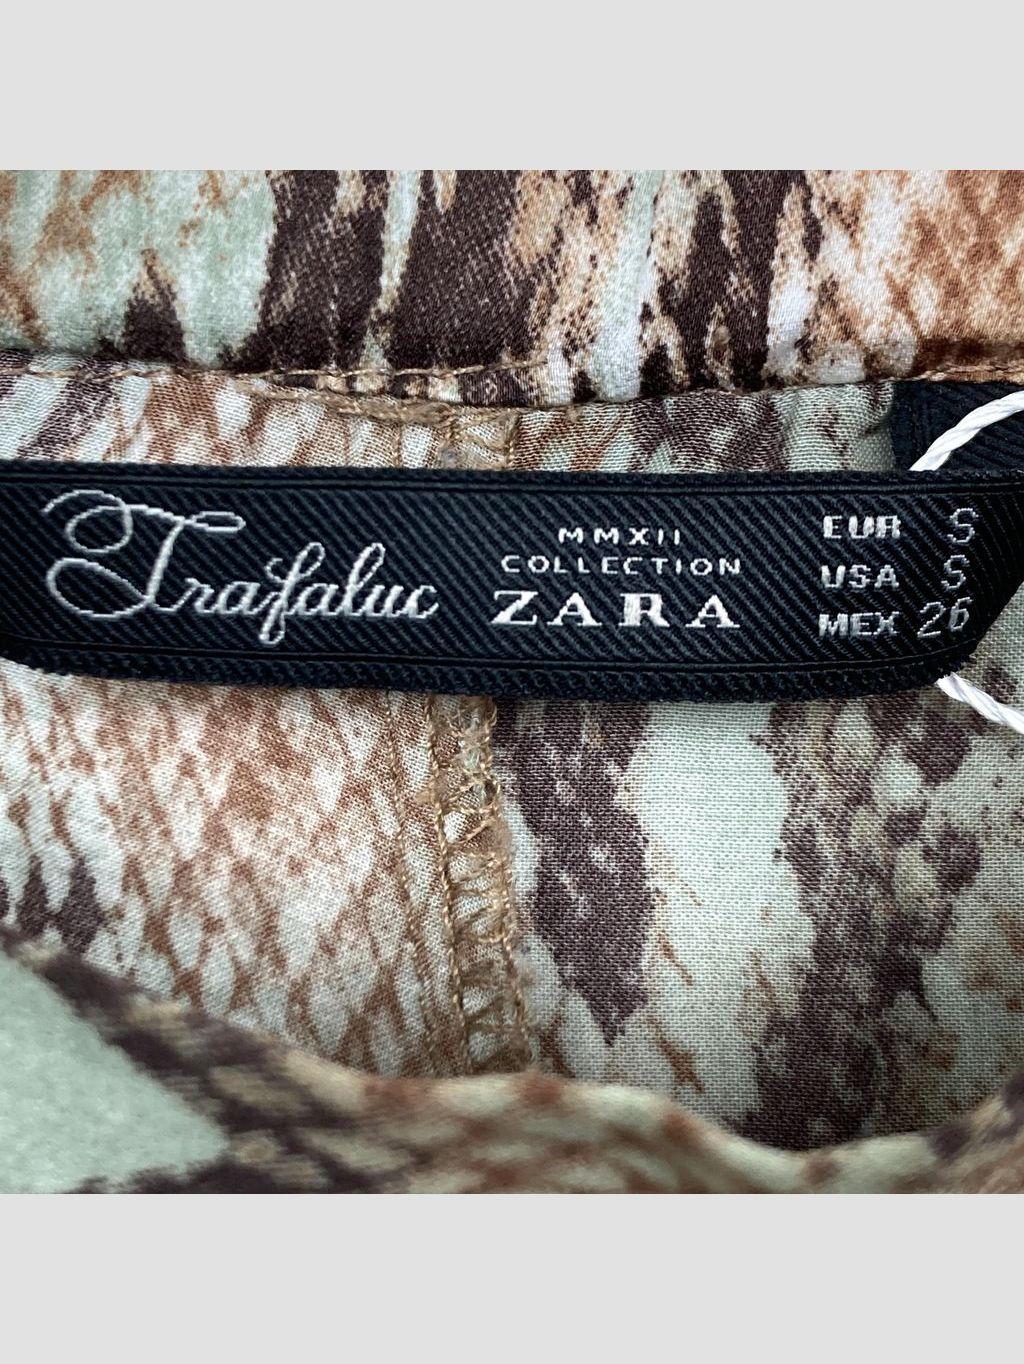 Trafaluc
MMXII
COLLECTION
ZARA
EUR S
USA S
MEX 26